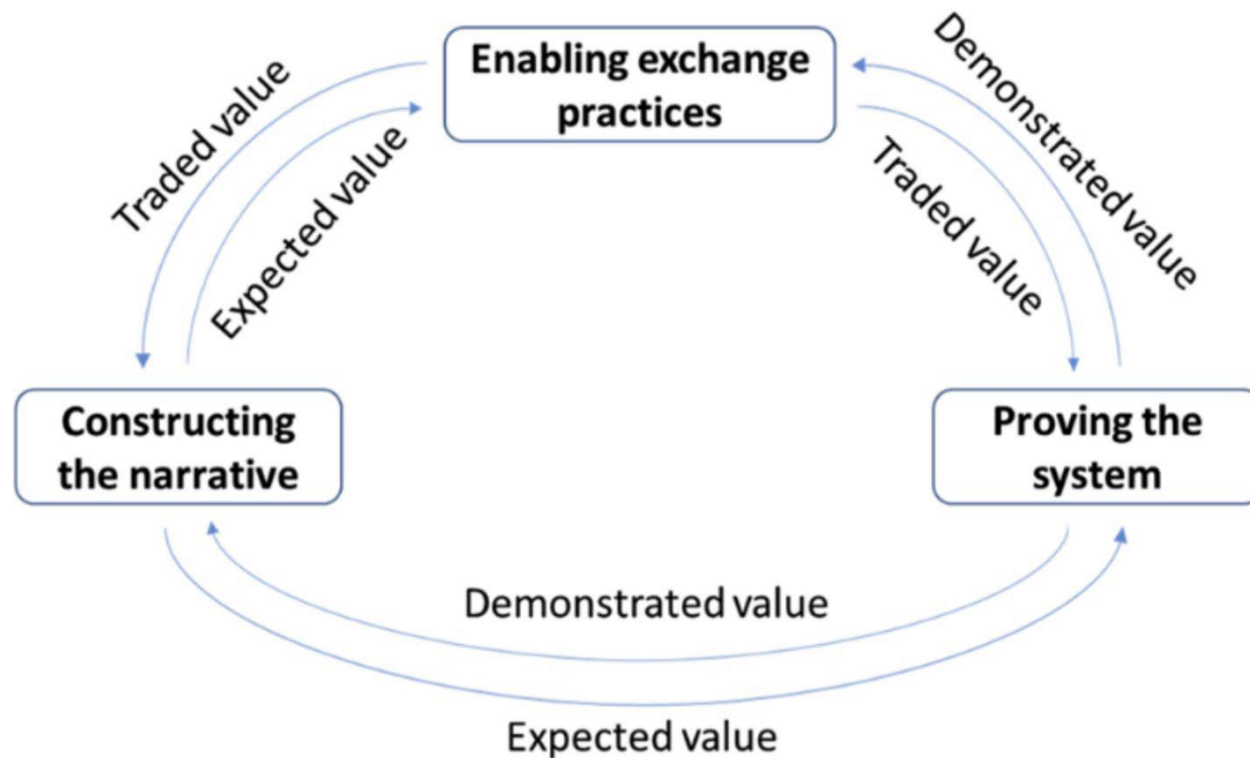 Enabling exchange
practices
Traded value
Expected value
Demonstrated value
Traded value
Constructing
the narrative
Proving the
system
Demonstrated value
Expected value